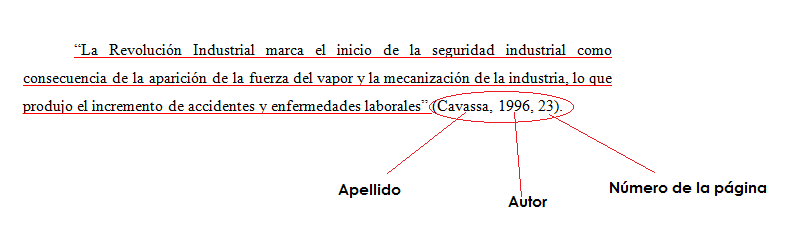 “La Revolución Industrial marca el inicio de la seguridad industrial como
consecuencia de la aparición de la fuerza del vapor y la mecanización de la industria, lo que
produjo el incremento de accidentes y enfermedades laborales” (Cavassa, 1996, 23).
Apellido
Autor
Número de la página